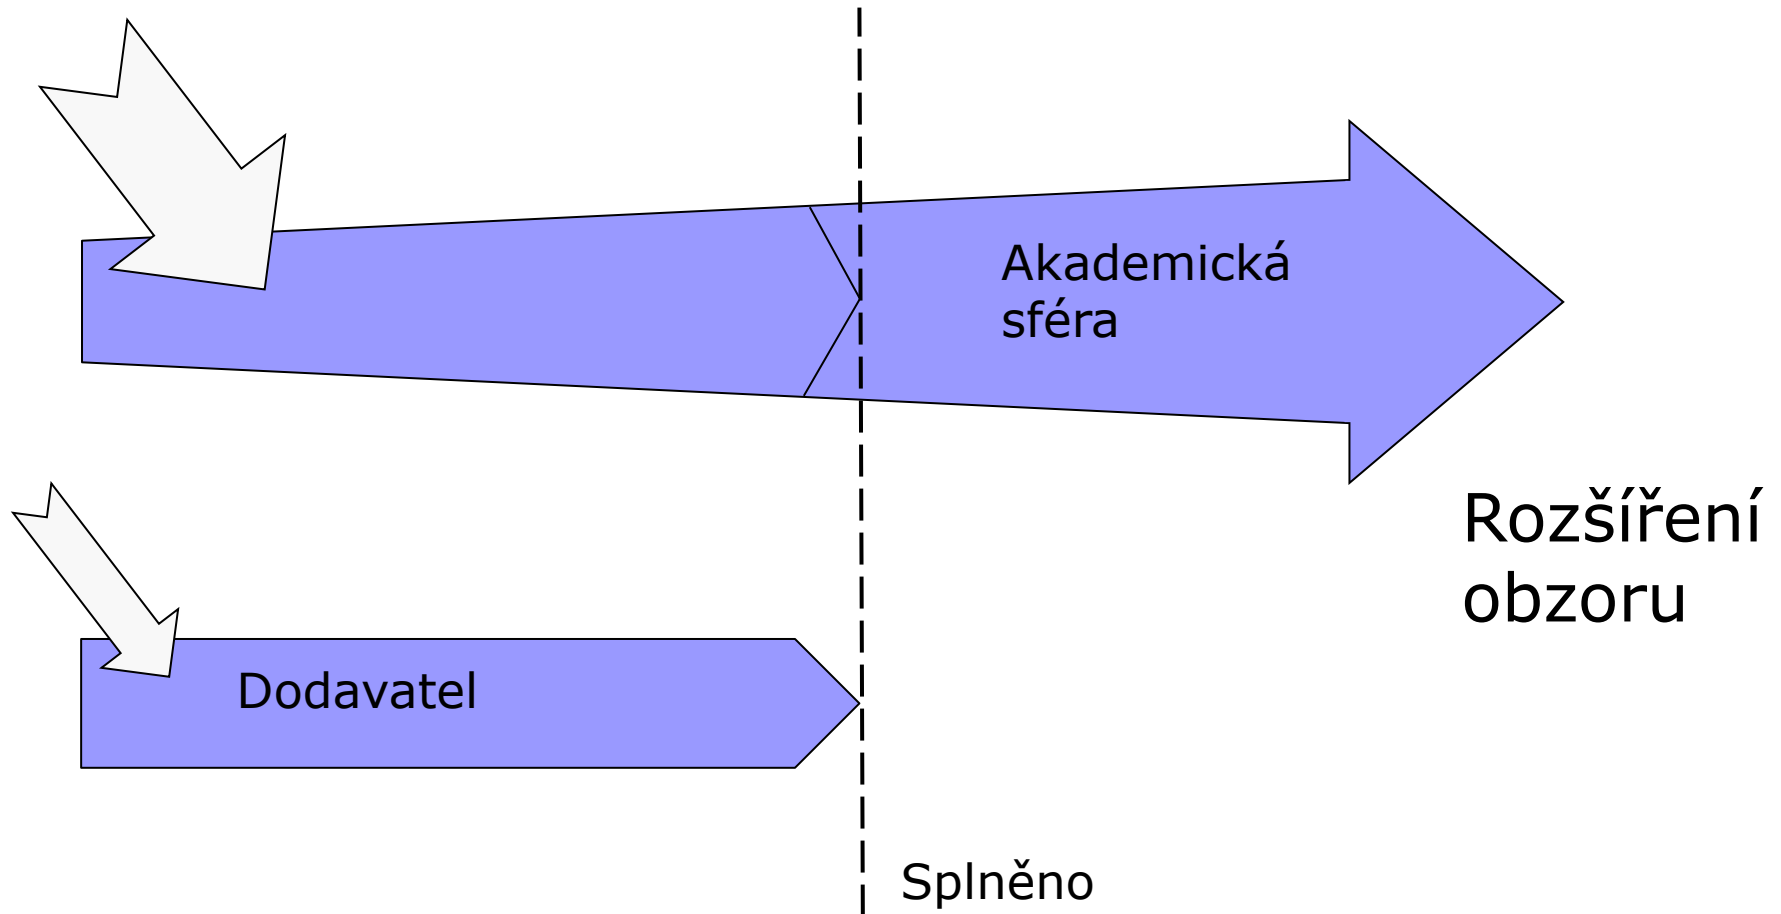 Akademická
sféra
Rozšíření
obzoru
Dodavatel
Splněno